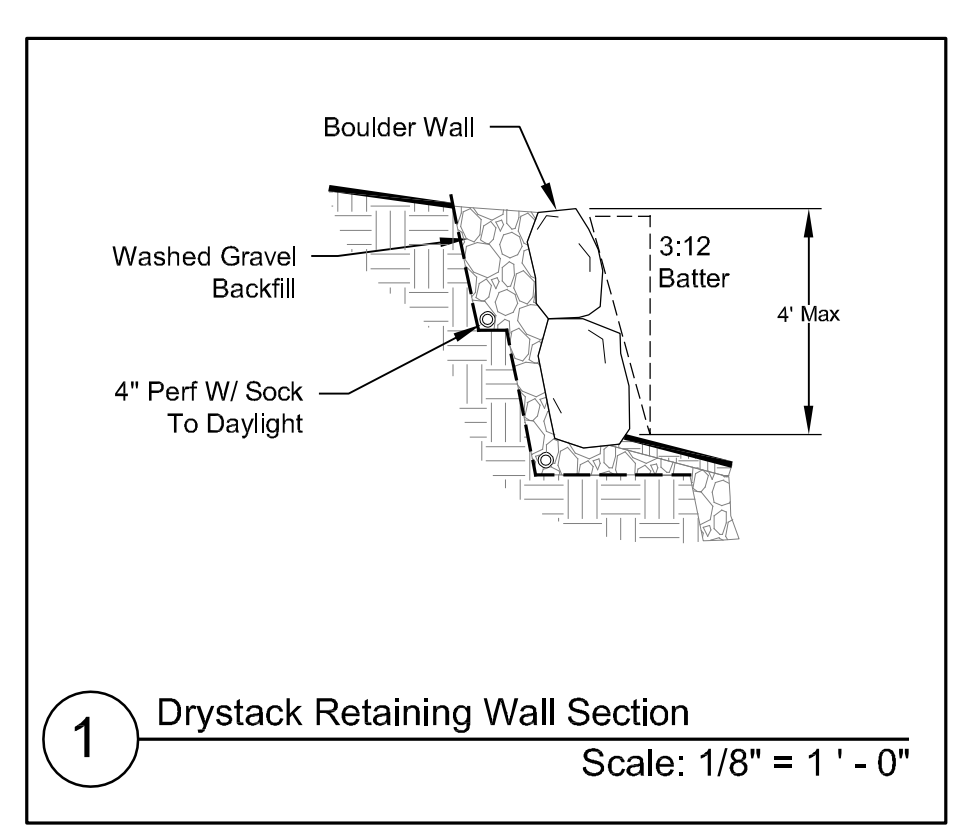 Boulder Wall
Washed Gravel
Backfill
3:12
Batter
4' Max
4" Perf W/ Sock
To Daylight
1
Drystack Retaining Wall Section
Scale: 1/8" = 1 ' - 0"